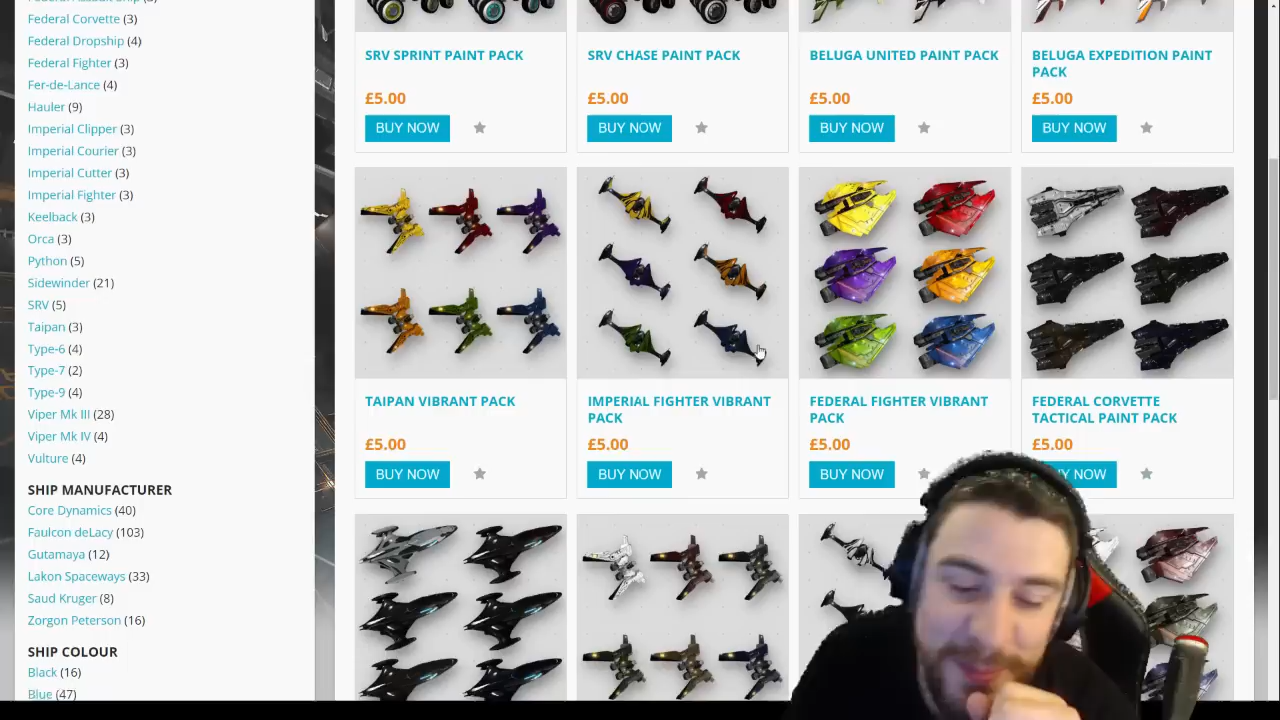 Federal Corvette (3)
Federal Dropship (4)
Federal Fighter (3)
Fer-de-Lance (4)
Hauler (9)
Imperial Clipper (3)
Imperial Courier (3)
Imperial Cutter (3)
Imperial Fighter (3)
Keelback (3)
Orca (3)
Python (5)
Sidewinder (21)
SRV (5)
Taipan (3)
Type-6 (4)
Type-7 (2)
Type-9 (4)
Viper Mk III (28)
Viper Mk IV (4)
Vulture (4)
SHIP MANUFACTURER
Core Dynamics (40)
Faulcon deLacy (103)
Gutamaya (12)
Lakon Spaceways (33)
Saud Kruger (8)
Zorgon Peterson (16)
SHIP COLOUR
Black (16)
Blue (47)
SRV SPRINT PAINT PACK
£5.00
BUY NOW
SRV CHASE PAINT PACK
£5.00
BUY NOW
BELUGA UNITED PAINT PACK
£5.00
BUY NOW
BELUGA EXPEDITION PAINT
PACK
£5.00
BUY NOW
TAIPAN VIBRANT PACK
£5.00
BUY NOW
IMPERIAL FIGHTER VIBRANT
PACK
£5.00
BUY NOW
FEDERAL FIGHTER VIBRANT
PACK
£5.00
BUY NOW
FEDERAL CORVETTE
TACTICAL PAINT PACK
£5.00
NOW